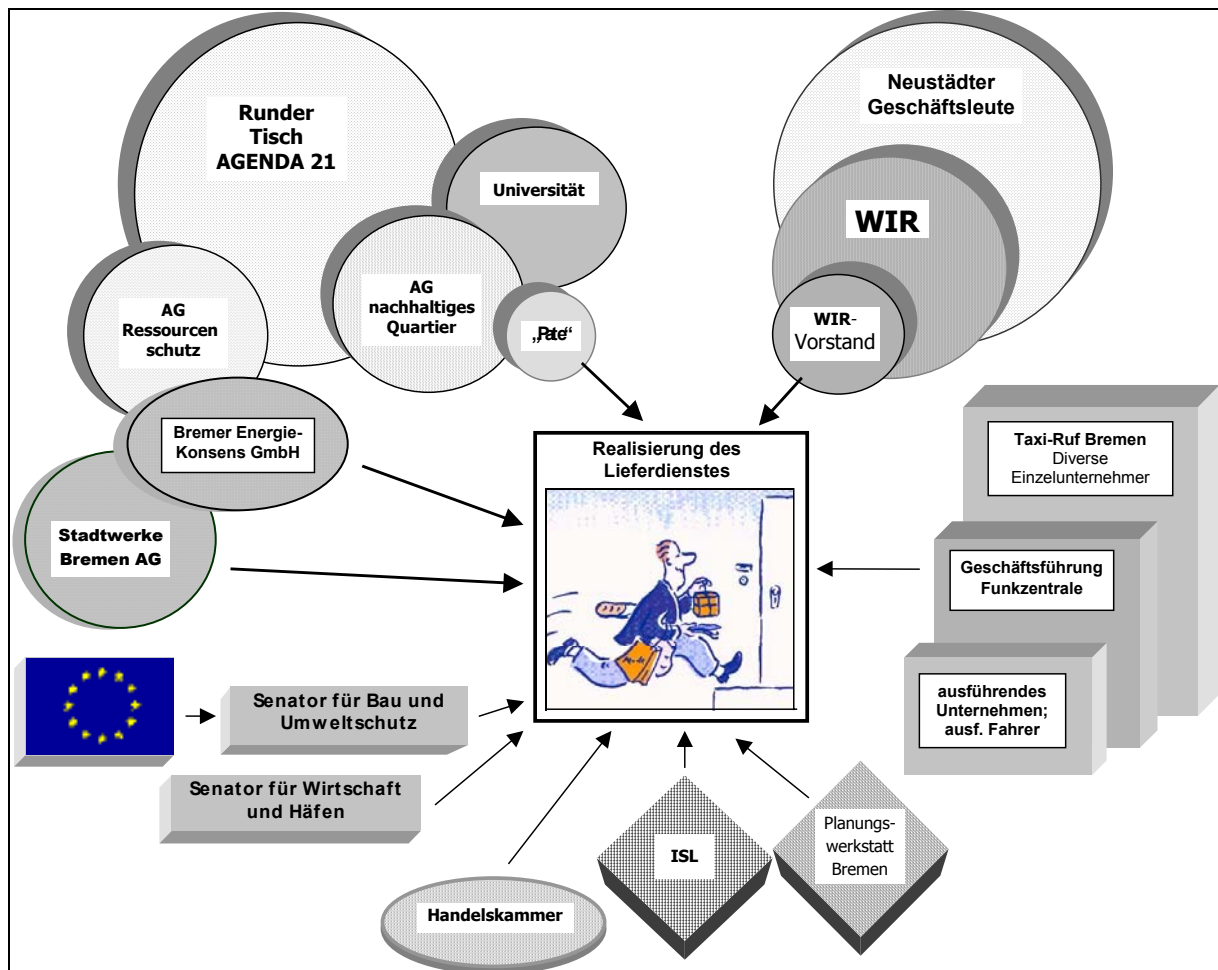 Runder
Tisch
AGENDA 21
Neustädter
Geschäftsleute
Universität
WIR
AG
nachhaltiges
Quartier
AG
Ressourcen
schutz
„Pate“
WIR-
Vorstand
Bremer Energie-
Konsens GmbH
Stadtwerke
Bremen AG
Realisierung des
Lieferdienstes
Taxi-Ruf Bremen
Diverse
Einzelunternehmer
Geschäftsführung
Funkzentrale
ausführendes
Unternehmen;
ausf. Fahrer
Senator für Bau und
Umweltschutz
Senator für Wirtschaft
und Häfen
Handelskammer
ISL
Planungs-
werkstatt
Bremen